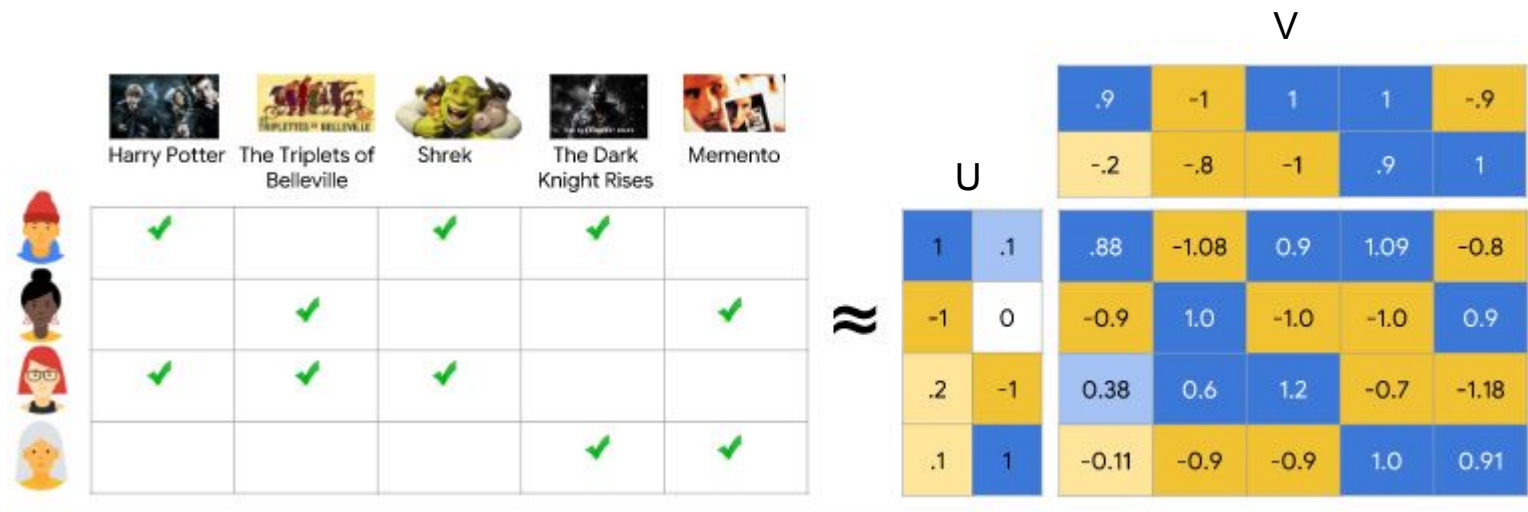 V
.9 -1 1 1 -.9
-.2 -.8 -1 .9 1
TRIPLETTES DE BELLEVILLE
Harry Potter The Triplets of Belleville Shrek The Dark Knight Rises Memento
U
1 .1 .88 -1.08 0.9 1.09 -0.8
≈
-1 0 -0.9 1.0 -1.0 -1.0 0.9
.2 -1 0.38 0.6 1.2 -0.7 -1.18
.1 1 -0.11 -0.9 -0.9 1.0 0.91